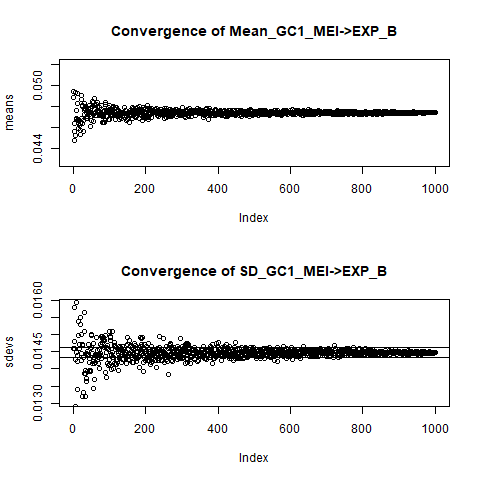 Convergence of Mean_GC1_MEI->EXP_B
means
0.050
0.044
0 200 400 600 800 1000
Index
Convergence of SD_GC1_MEI->EXP_B
sdevs
0.0160
0.0145
0.0130
0 200 400 600 800 1000
Index